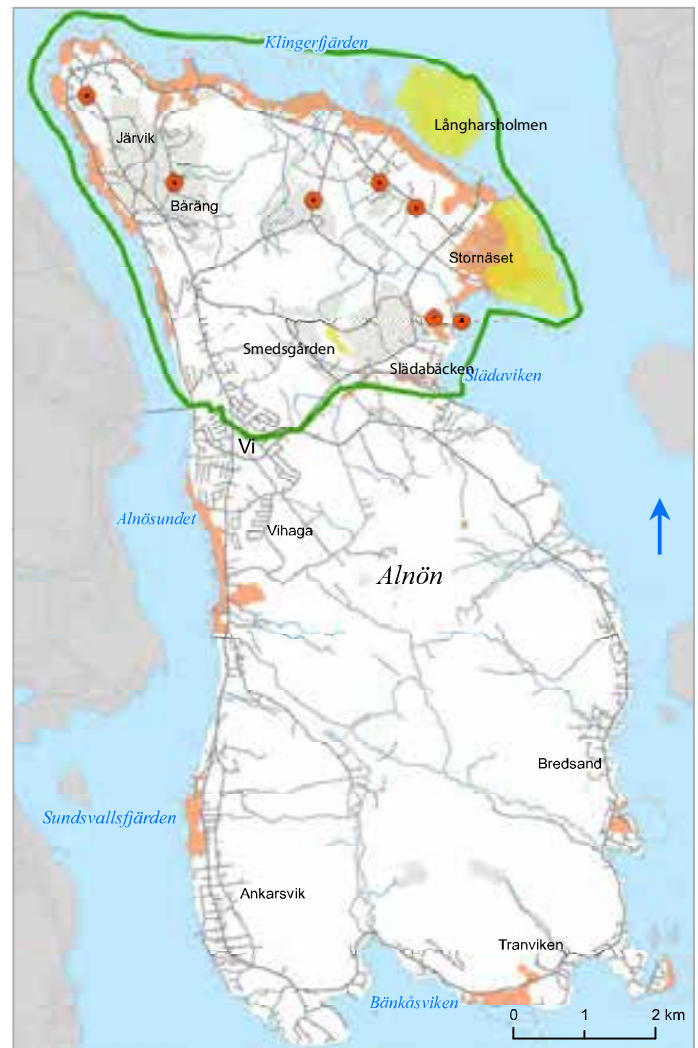 Klingerfjärden
Långharsholmen
Järvik
Bäräng
Stornäset
Smedsgården
Slädabäcken
Slädaviken
Vi
Alnösundet
Vihaga
Alnön
Bredsand
Sundsvallsfjärden
Ankarsvik
Tranviken
Bänkåsviken
0 1 2 km